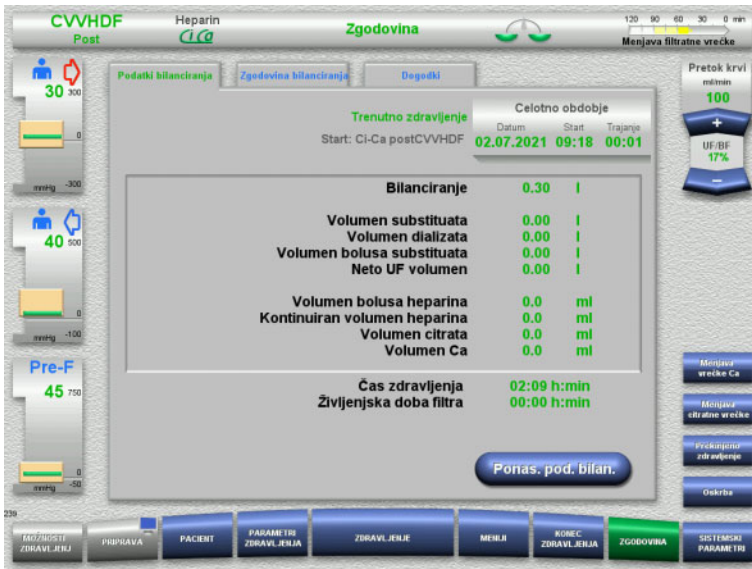 CVVHDF
Post
Heparin
CiCa
Zgodovina
120 90 60 30 0 min
Menjava filtratne vrečke
30
300
0
mmHg -300
40
500
0
mmHg -100
Pre-F
45
750
0
mmHg -50
239
Podatki bilanciranja
Zgodovina bilanciranja
Dogodki
Trenutno zdravljenje
Start: Ci-Ca postCVVHDF
Celotno obdobje
Datum Start Trajanje
02.07.2021 09:18 00:01
Bilanciranje 0.30 l
Volumen substituata 0.00 l
Volumen dializata 0.00 l
Volumen bolusa substituata 0.00 l
Neto UF volumen 0.00 l
Volumen bolusa heparina 0.0 ml
Kontinuiran volumen heparina 0.0 ml
Volumen citrata 0.0 ml
Volumen Ca 0.0 ml
Čas zdravljenja 02:09 h:min
Življenjska doba filtra 00:00 h:min
Ponas. pod. bilan.
Pretok krvi
ml/min
100
+
UF/BF
17%
−
Menjava
vrečke Ca
Menjava
citratne vrečke
Prekinjeno
zdravljenje
Oskrba
MOŽNOSTI
ZDRAVLJENJ
PRIPRAVA
PACIENT
PARAMETRI
ZDRAVLJENJA
ZDRAVLJENJE
MENIJI
KONEC
ZDRAVLJENJA
ZGODOVINA
SISTEMSKI
PARAMETRI